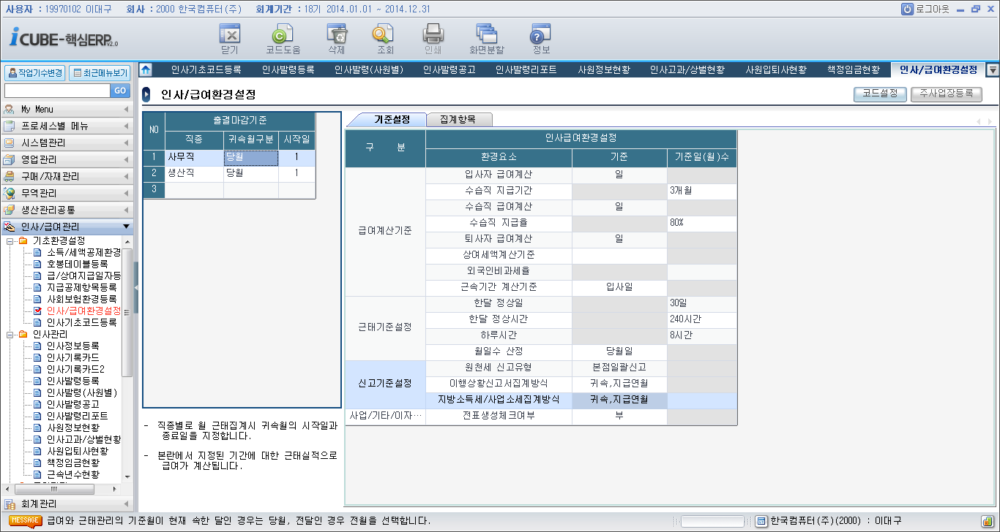 사용자 : 19970102 이대구 회사 : 2000 한국컴퓨터(주) 회계기간 : 18기 2014.01.01 ~ 2014.12.31 로그아웃
iCUBE-핵심ERP v2.0
닫기 코드도움 삭제 조회 인쇄 화면분할 정보
작업기수변경 최근메뉴보기
인사기초코드등록 인사발령등록 인사발령(사원별) 인사발령공고 인사발령리포트 사원정보현황 인사고과/상벌현황 사원입퇴사현황 책정임금현황 인사/급여환경설정
GO
인사/급여환경설정
코드설정 주사업장등록
My Menu
프로세스별 메뉴
시스템관리
영업관리
구매/자재관리
무역관리
생산관리공통
인사/급여관리
기초환경설정
소득/세액공제환경
호봉테이블등록
급/상여지급일자등
지급공제항목등록
사회보험환경등록
인사/급여환경설정
인사기초코드등록
인사관리
인사정보등록
인사기록카드
인사기록카드2
인사발령등록
인사발령(사원별)
인사발령공고
인사발령리포트
사원정보현황
인사고과/상벌현황
사원입퇴사현황
책정임금현황
근속년수현황
회계관리
NO 출결마감기준
직종 귀속월구분 시작일
1 사무직 당월 1
2 생산직 당월 1
3
- 직종별로 월 근태집계시 귀속월의 시작일과
종료일을 지정합니다.
- 본란에서 지정된 기간에 대한 근태실적으로
급여가 계산됩니다.
기준설정 집계항목
구 분 인사급여환경설정
환경요소 기준 기준일(월)수
급여계산기준
입사자 급여계산 일
수습직 지급기간 3개월
수습직 급여계산 일
수습직 지급율 80%
퇴사자 급여계산 일
상여세액계산기준
외국인비과세율
근속기간 계산기준 입사일
근태기준설정
한달 정상일 30일
한달 정상시간 240시간
하루시간 8시간
월일수 산정 당월일
신고기준설정
원천세 신고유형 본점일괄신고
이행상황신고서집계방식 귀속,지급연월
지방소득세/사업소세집계방식 귀속,지급연월
사업/기타/이자… 전표생성체크여부 부
MESSAGE 급여와 근태관리의 기준월이 현재 속한 달인 경우는 당월, 전달인 경우 전월을 선택합니다. 한국컴퓨터(주)(2000) : 이대구